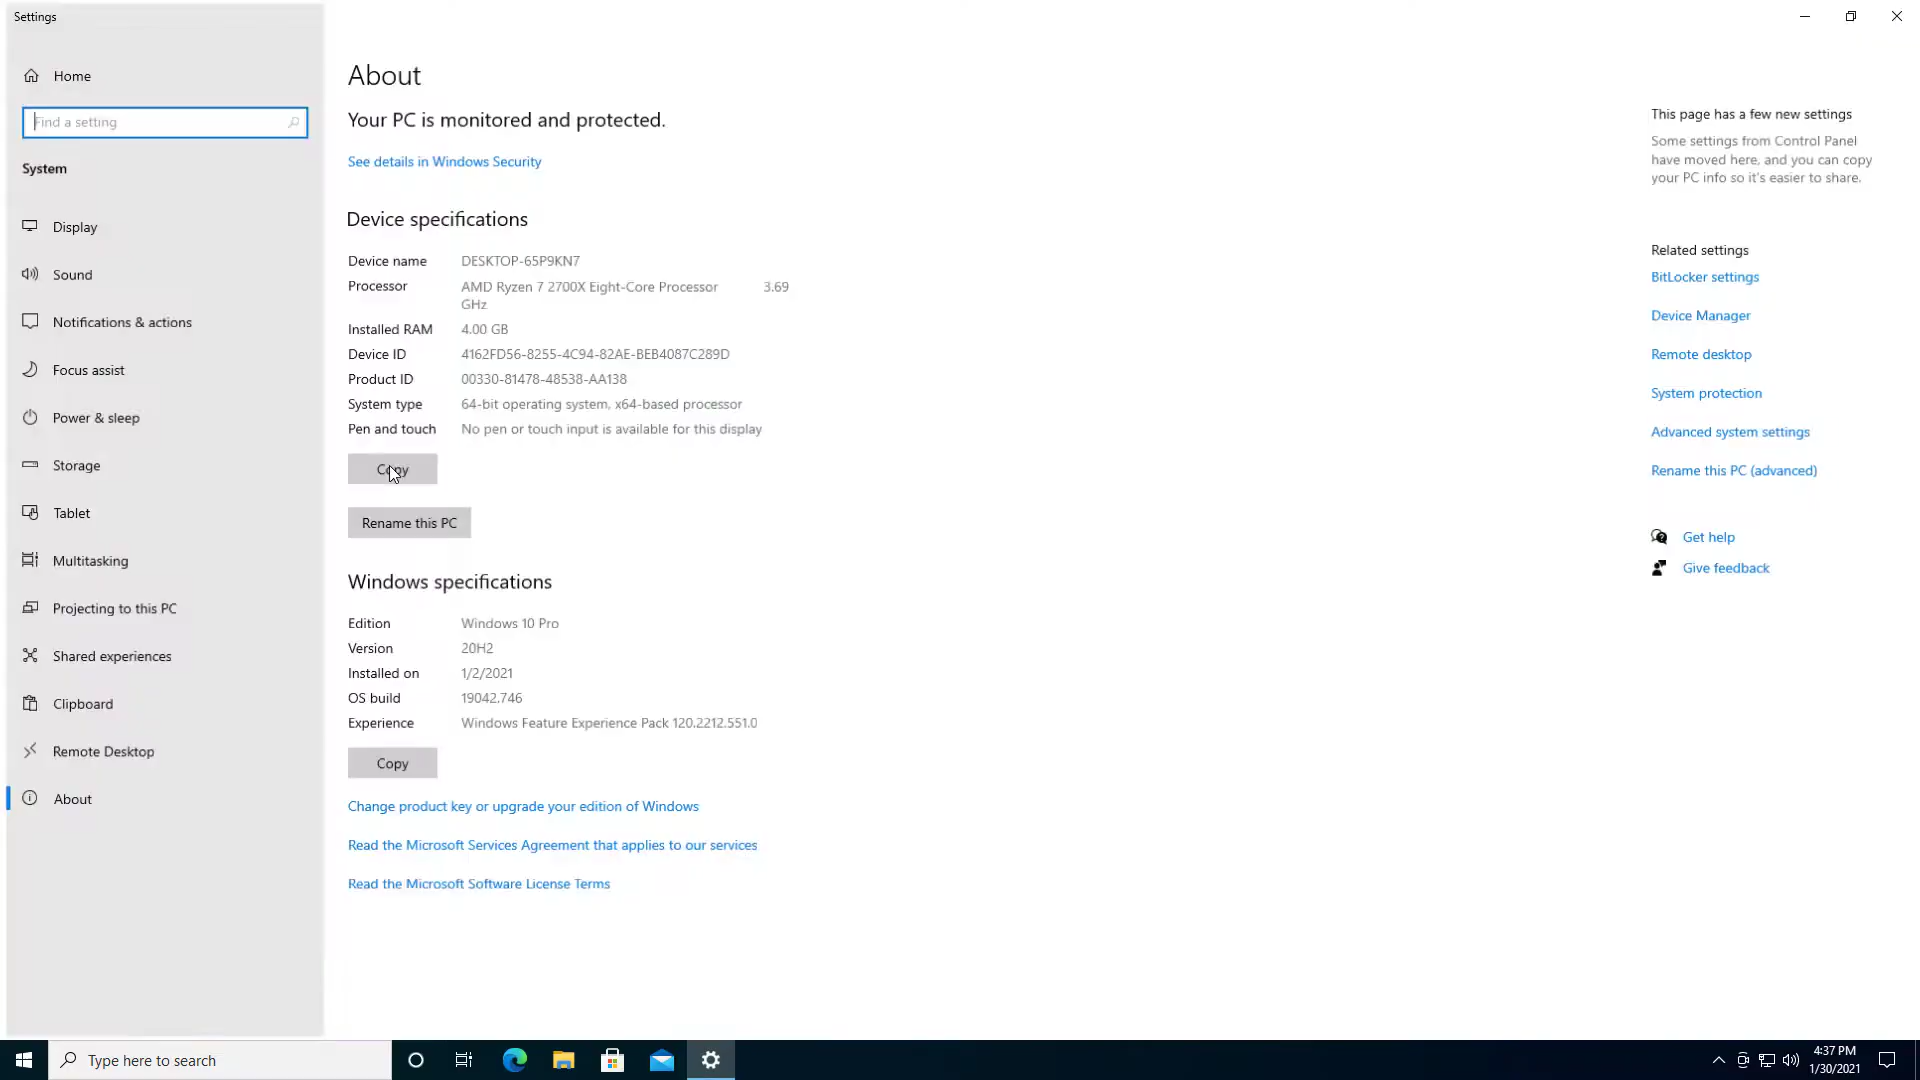 Settings
Home
Find a setting
System
Display
Sound
Notifications & actions
Focus assist
Power & sleep
Storage
Tablet
Multitasking
Projecting to this PC
Shared experiences
Clipboard
Remote Desktop
About
About
Your PC is monitored and protected.
See details in Windows Security
Device specifications
Device name DESKTOP-65P9KN7
Processor AMD Ryzen 7 2700X Eight-Core Processor 3.69
GHz
Installed RAM 4.00 GB
Device ID 4162FD56-8255-4C94-82AE-BEB4087C289D
Product ID 00330-81478-48538-AA138
System type 64-bit operating system, x64-based processor
Pen and touch No pen or touch input is available for this display
Copy
Rename this PC
Windows specifications
Edition Windows 10 Pro
Version 20H2
Installed on 1/2/2021
OS build 19042.746
Experience Windows Feature Experience Pack 120.2212.551.0
Copy
Change product key or upgrade your edition of Windows
Read the Microsoft Services Agreement that applies to our services
Read the Microsoft Software License Terms
This page has a few new settings
Some settings from Control Panel
have moved here, and you can copy
your PC info so it's easier to share.
Related settings
BitLocker settings
Device Manager
Remote desktop
System protection
Advanced system settings
Rename this PC (advanced)
Get help
Give feedback
Type here to search
4:37 PM
1/30/2021